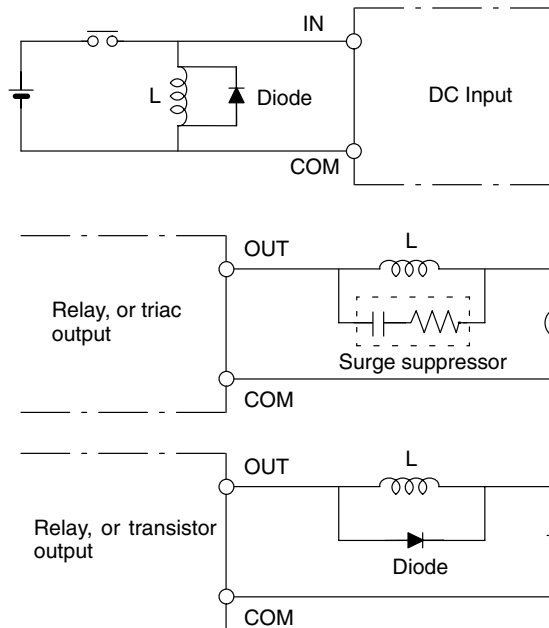 IN
L
Diode
DC Input
COM
OUT
L
Relay, or triac
output
Surge suppressor
COM
OUT
L
Relay, or transistor
output
Diode
COM